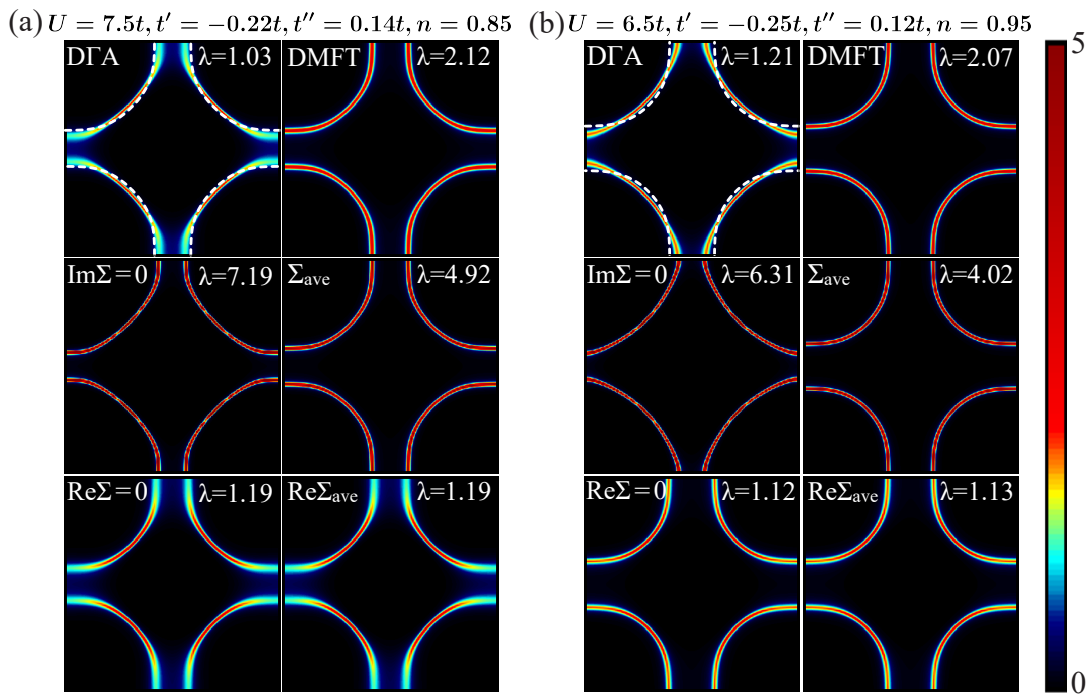 (a) U = 7.5t, t′ = −0.22t, t″ = 0.14t, n = 0.85
DΓA λ=1.03
DMFT λ=2.12
ImΣ=0 λ=7.19
Σave λ=4.92
ReΣ=0 λ=1.19
ReΣave λ=1.19
(b) U = 6.5t, t′ = −0.25t, t″ = 0.12t, n = 0.95
DΓA λ=1.21
DMFT λ=2.07
ImΣ=0 λ=6.31
Σave λ=4.02
ReΣ=0 λ=1.12
ReΣave λ=1.13
5
0